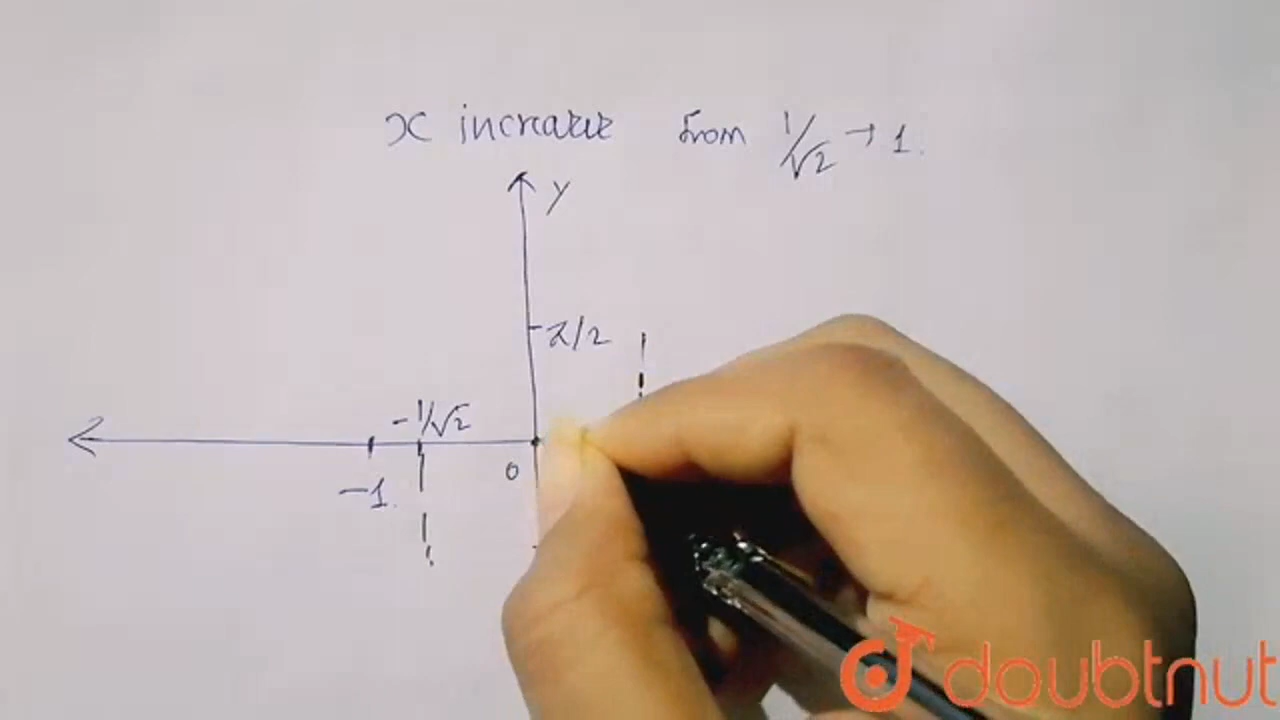 x increase from 1/√2 → 1.
y
π/2
-1/√2
0
-1.
doubtnut